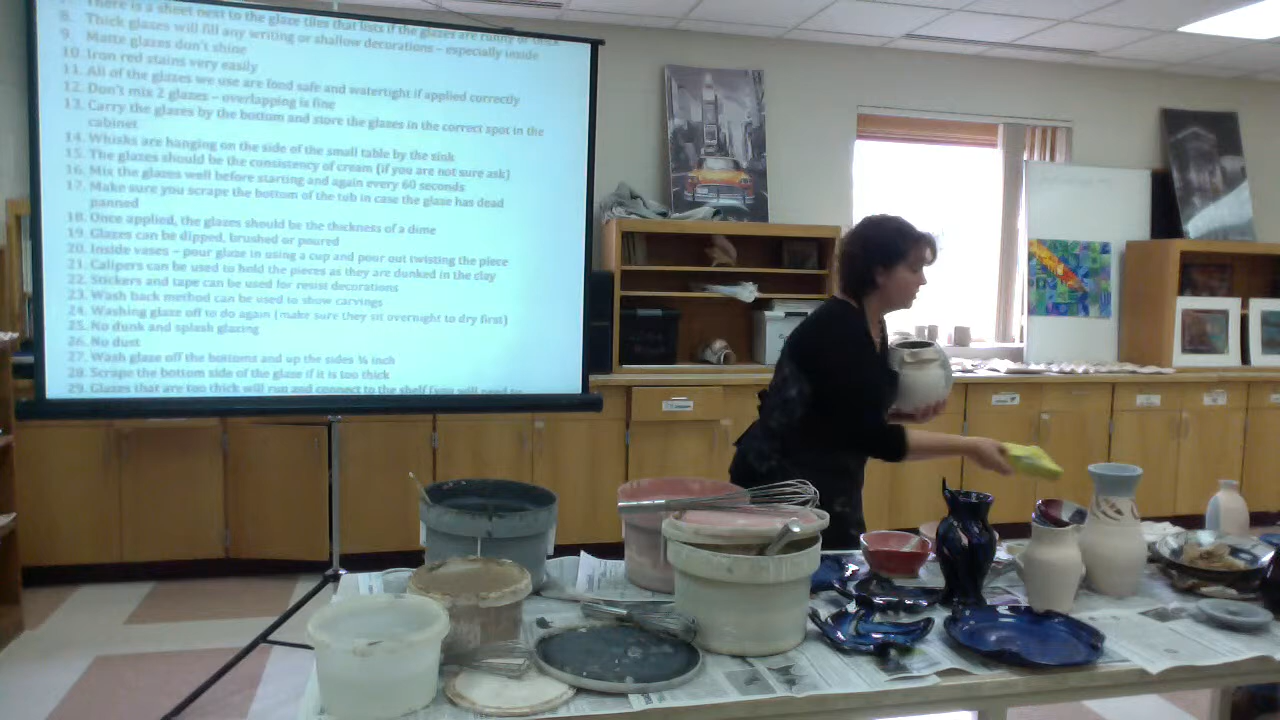 There is a sheet next to the glaze tiles that lists if the glazes are runny or thick
8. Thick glazes will fill any writing or shallow decorations – especially inside
9. Matte glazes don't shine
10. Iron red stains very easily
11. All of the glazes we use are food safe and watertight if applied correctly
12. Don't mix 2 glazes – overlapping is fine
13. Carry the glazes by the bottom and store the glazes in the correct spot in the
cabinet
14. Whisks are hanging on the side of the small table by the sink
15. The glazes should be the consistency of cream (if you are not sure ask)
16. Mix the glazes well before starting and again every 60 seconds
17. Make sure you scrape the bottom of the tub in case the glaze has dead
panned
18. Once applied, the glazes should be the thickness of a dime
19. Glazes can be dipped, brushed or poured
20. Inside vases – pour glaze in using a cup and pour out twisting the piece
21. Calipers can be used to hold the pieces as they are dunked in the clay
22. Stickers and tape can be used for resist decorations
23. Wash back method can be used to show carvings
24. Washing glaze off to do again (make sure they sit overnight to dry first)
25. No dunk and splash glazing
26. No dust
27. Wash glaze off the bottoms and up the sides ¼ inch
28. Scrape the bottom side of the glaze if it is too thick
29. Glazes that are too thick will run and connect to the shelf (you will need to